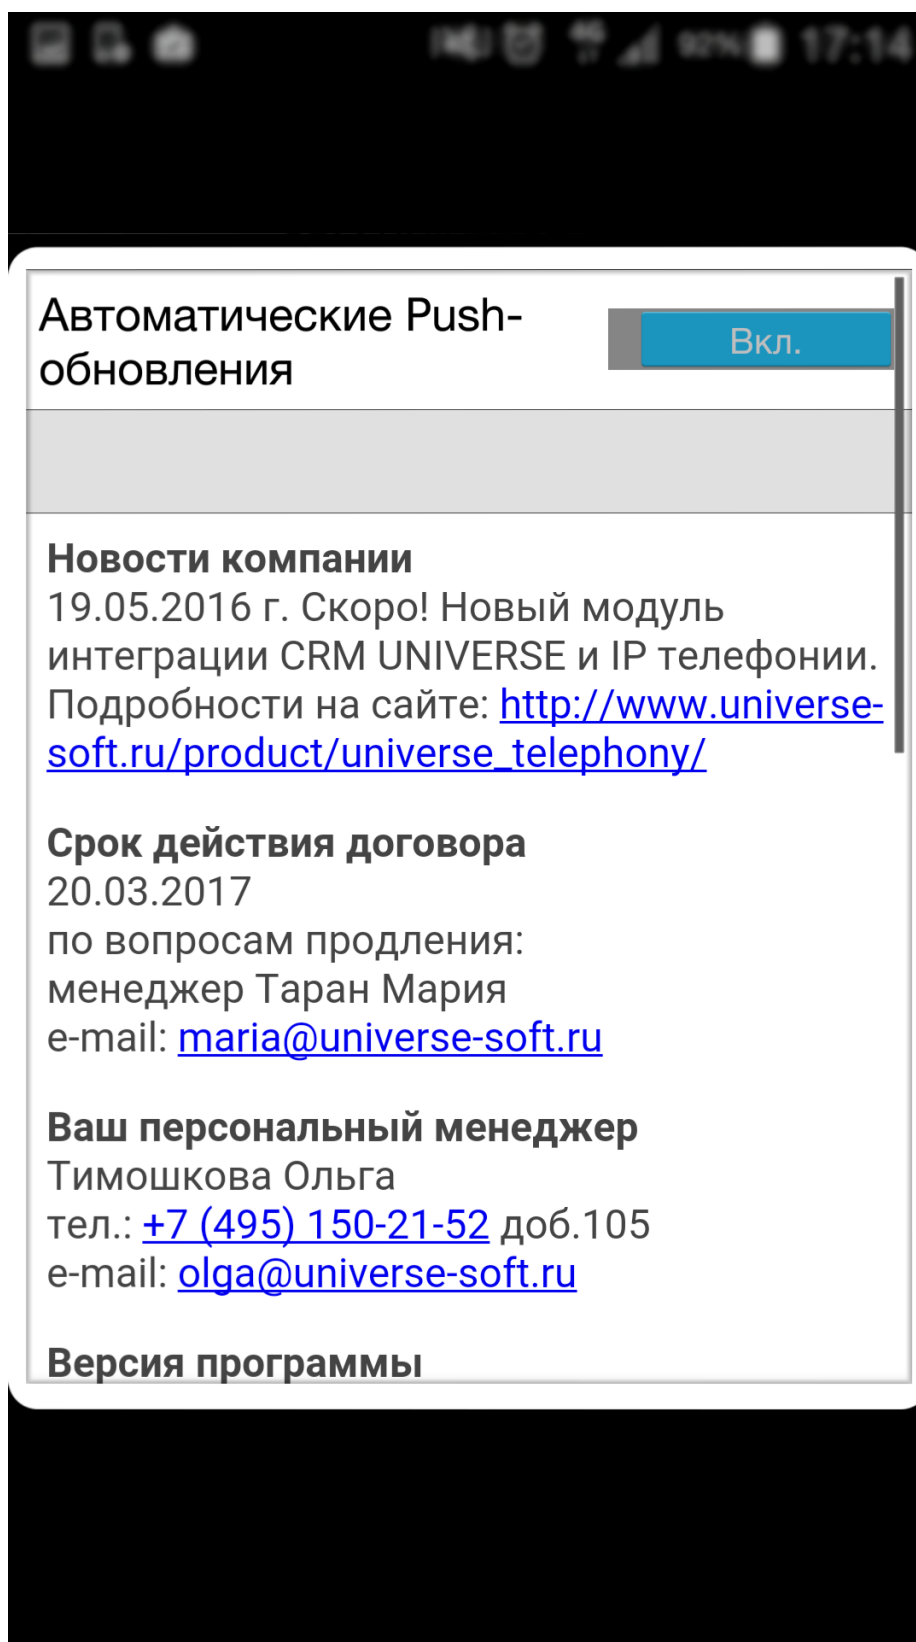 92% 17:14
Автоматические Push-
обновления
Вкл.
Новости компании
19.05.2016 г. Скоро! Новый модуль
интеграции CRM UNIVERSE и IP телефонии.
Подробности на сайте: http://www.universe-
soft.ru/product/universe_telephony/
Срок действия договора
20.03.2017
по вопросам продления:
менеджер Таран Мария
e-mail: maria@universe-soft.ru
Ваш персональный менеджер
Тимошкова Ольга
тел.: +7 (495) 150-21-52 доб.105
e-mail: olga@universe-soft.ru
Версия программы